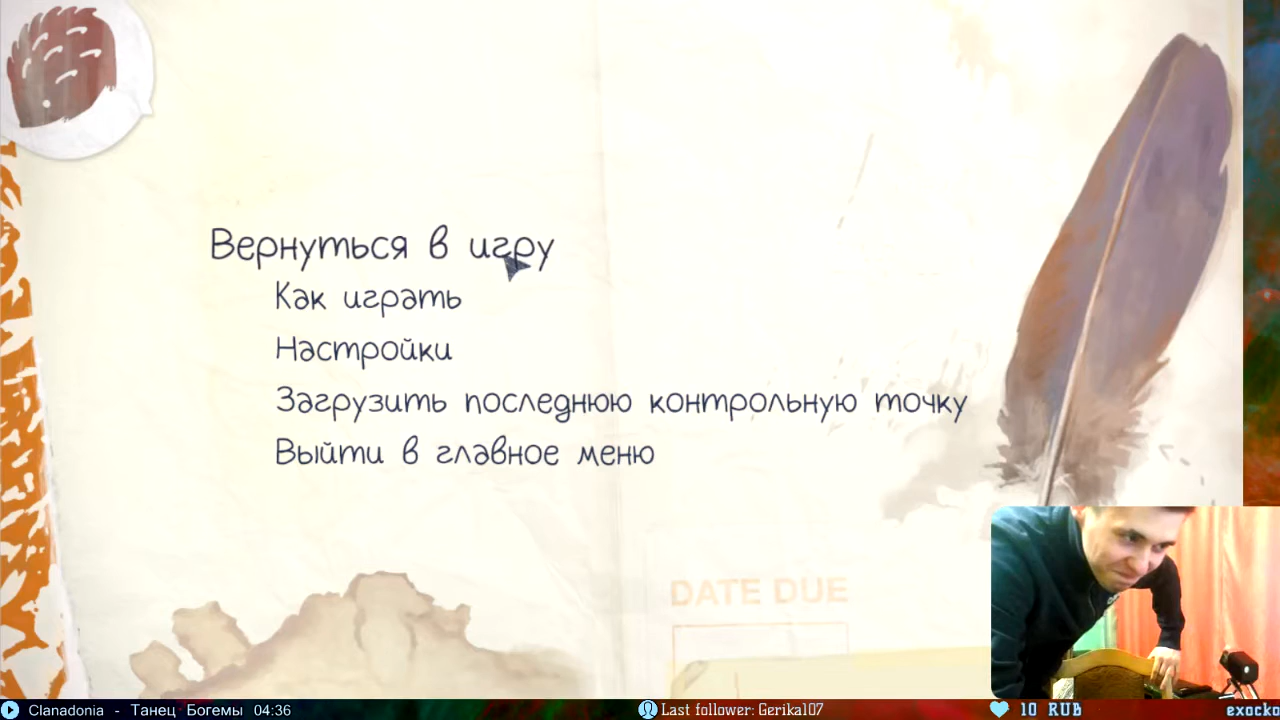 Вернуться в игру
Как играть
Настройки
Загрузить последнюю контрольную точку
Выйти в главное меню
DATE DUE
Clanadonia - Танец Богемы 04:36
Last follower: Gerika107
10 RUB
exocko